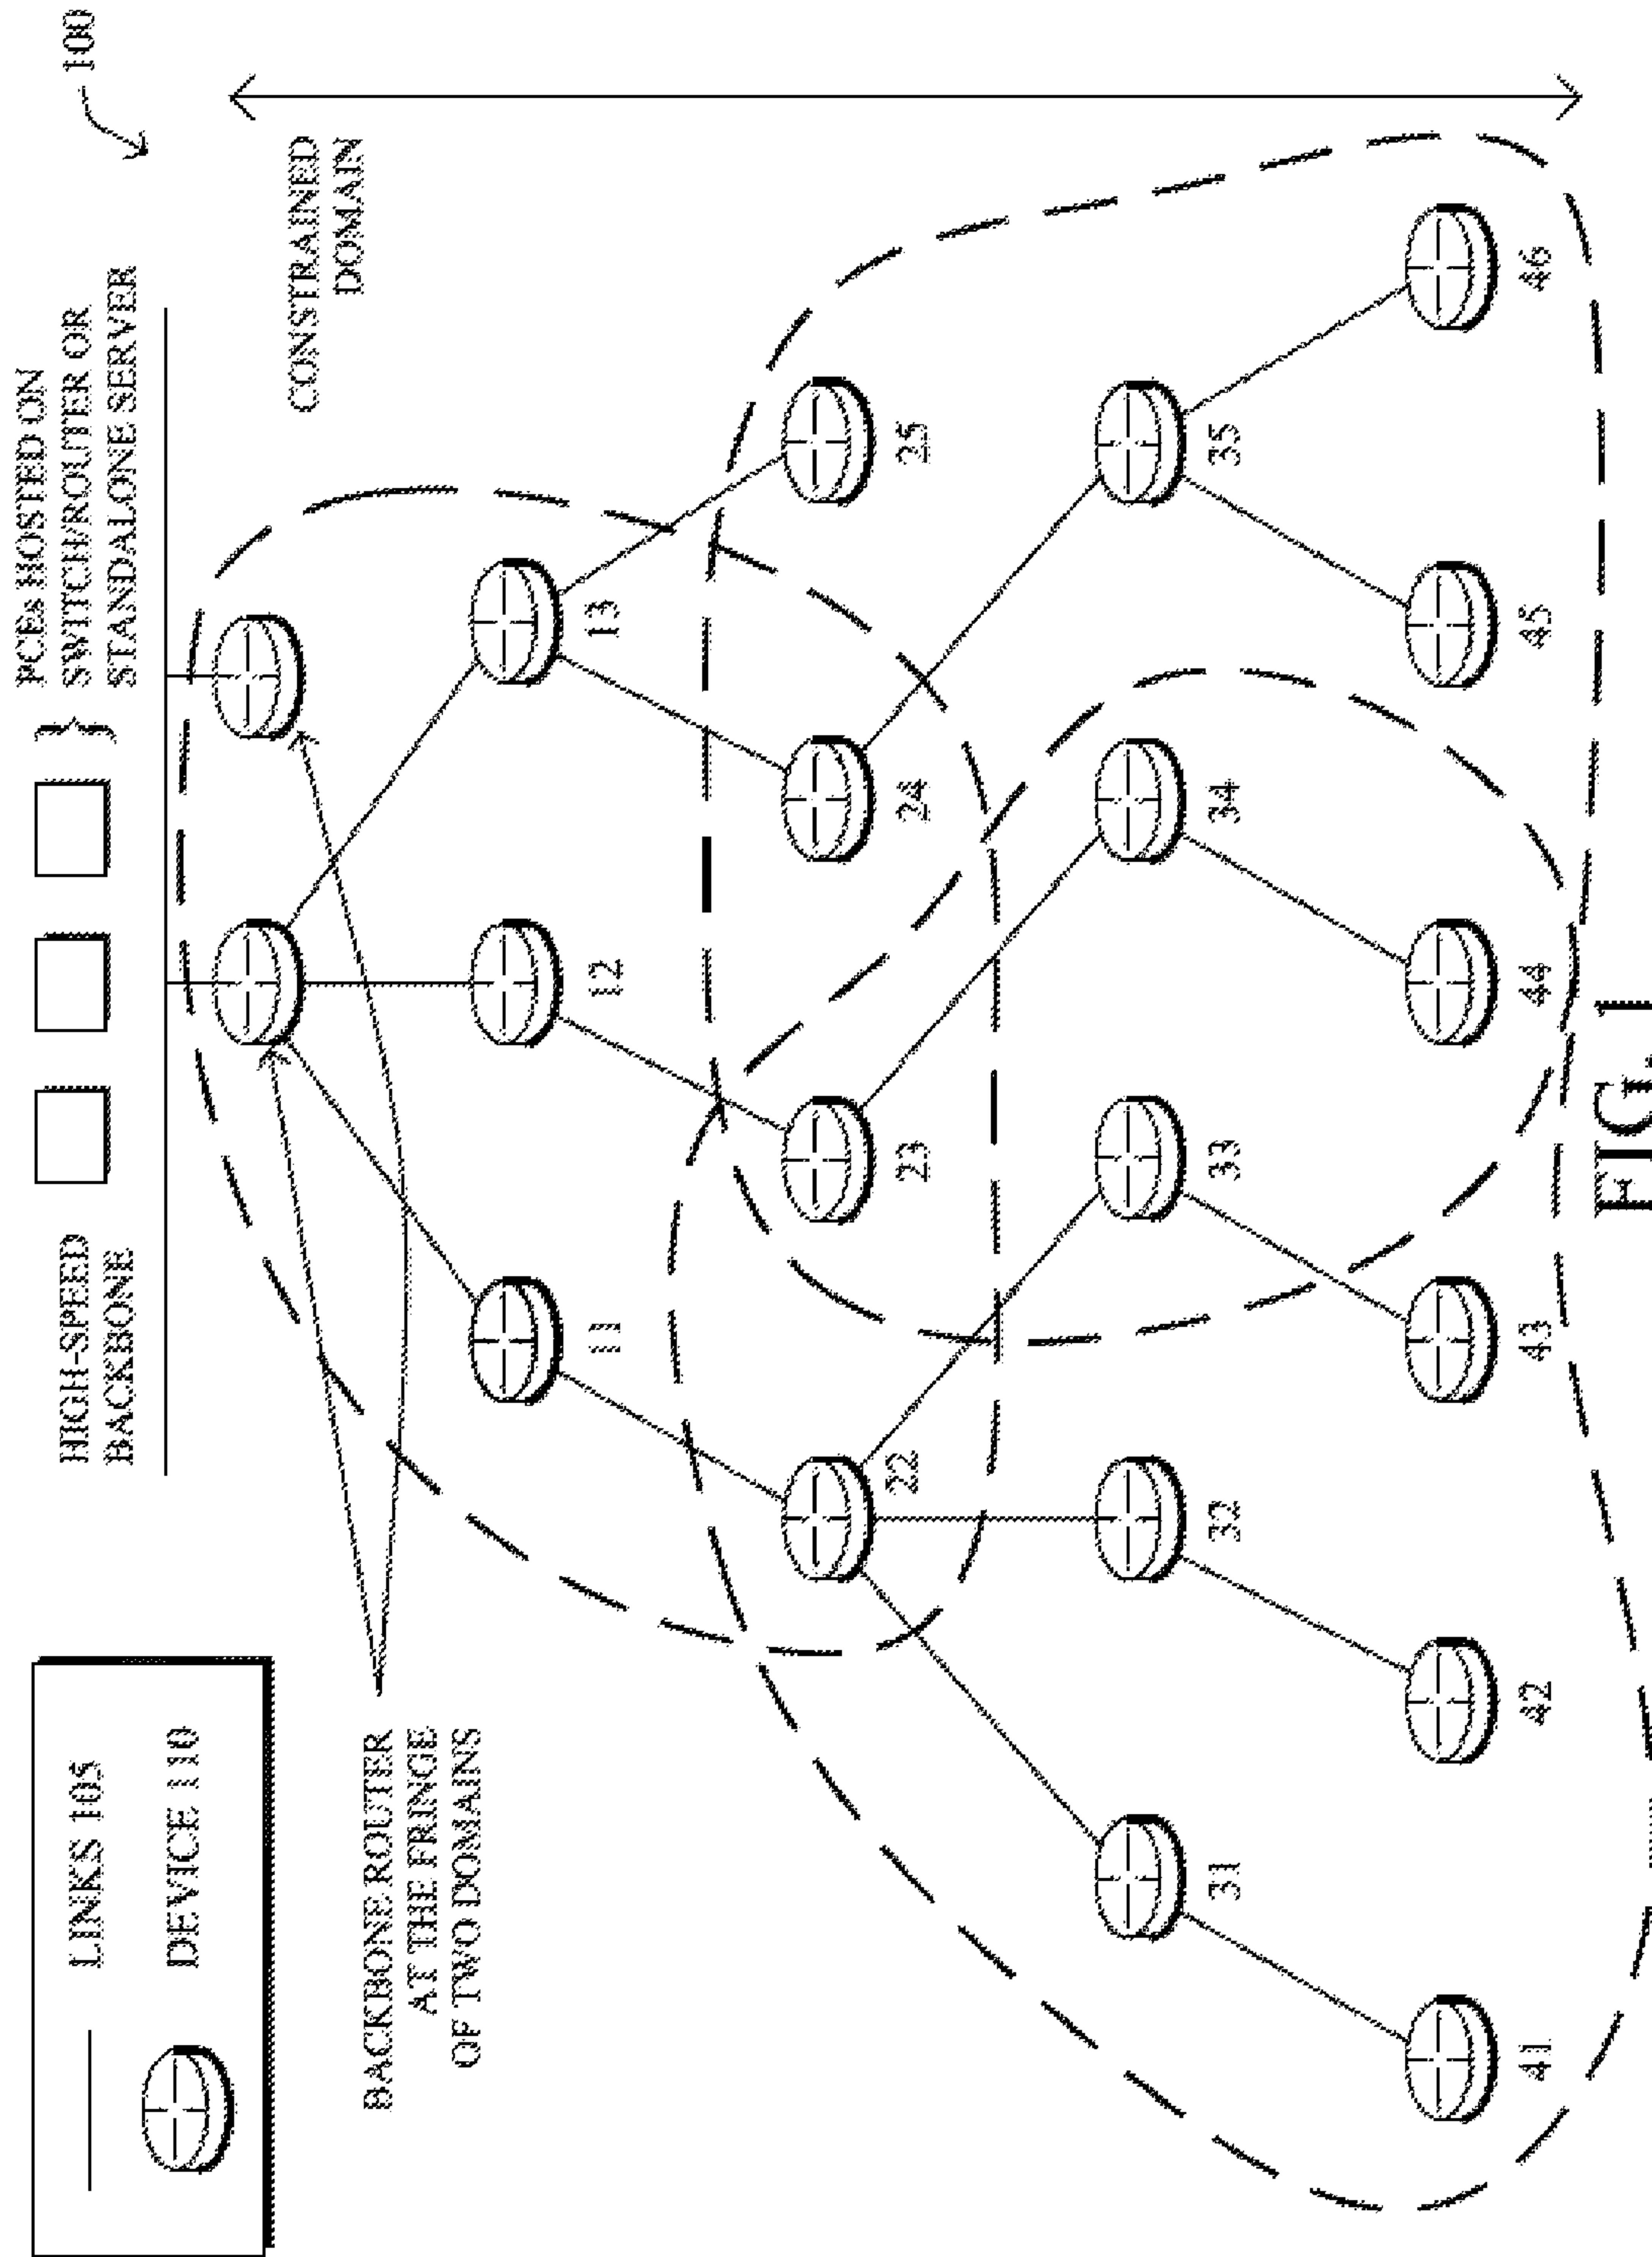 100
PCEs HOSTED ON
SWITCH/ROUTER OR
STANDALONE SERVER
HIGH-SPEED
BACKBONE
LINKS 105
DEVICE 110
CONSTRAINED
DOMAIN
BACKBONE ROUTER
AT THE FRINGE
OF TWO DOMAINS
11
12
13
22
23
24
25
31
32
33
34
35
41
42
43
44
45
46
FIG. 1